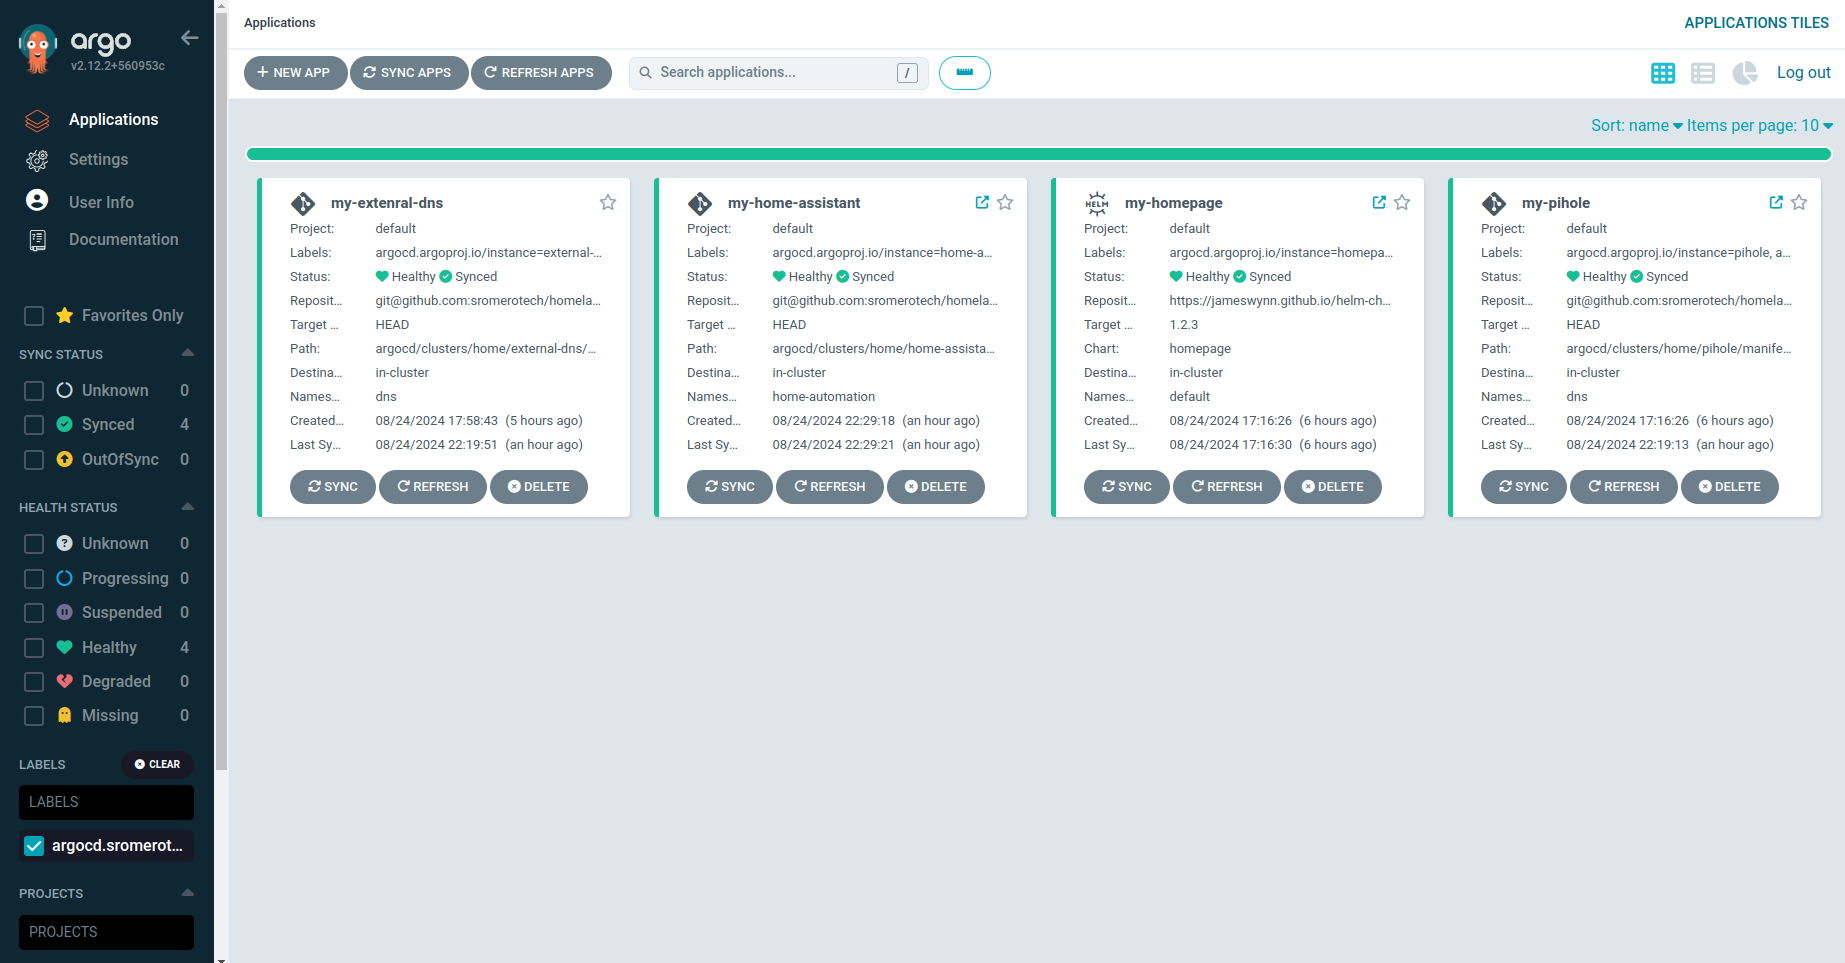 argo
v2.12.2+560953c
Applications
Settings
User Info
Documentation
Favorites Only
SYNC STATUS
Unknown 0
Synced 4
OutOfSync 0
HEALTH STATUS
Unknown 0
Progressing 0
Suspended 0
Healthy 4
Degraded 0
Missing 0
LABELS CLEAR
LABELS
argocd.sromerot...
PROJECTS
PROJECTS
Applications APPLICATIONS TILES
NEW APP SYNC APPS REFRESH APPS Search applications... / Log out
Sort: name Items per page: 10
my-extenral-dns
Project: default
Labels: argocd.argoproj.io/instance=external-...
Status: Healthy Synced
Reposit... git@github.com:sromerotech/homela...
Target ... HEAD
Path: argocd/clusters/home/external-dns/...
Destina... in-cluster
Names... dns
Created... 08/24/2024 17:58:43 (5 hours ago)
Last Sy... 08/24/2024 22:19:51 (an hour ago)
SYNC REFRESH DELETE
my-home-assistant
Project: default
Labels: argocd.argoproj.io/instance=home-a...
Status: Healthy Synced
Reposit... git@github.com:sromerotech/homela...
Target ... HEAD
Path: argocd/clusters/home/home-assista...
Destina... in-cluster
Names... home-automation
Created... 08/24/2024 22:29:18 (an hour ago)
Last Sy... 08/24/2024 22:29:21 (an hour ago)
SYNC REFRESH DELETE
HELM my-homepage
Project: default
Labels: argocd.argoproj.io/instance=homepa...
Status: Healthy Synced
Reposit... https://jameswynn.github.io/helm-ch...
Target ... 1.2.3
Chart: homepage
Destina... in-cluster
Names... default
Created... 08/24/2024 17:16:26 (6 hours ago)
Last Sy... 08/24/2024 17:16:30 (6 hours ago)
SYNC REFRESH DELETE
my-pihole
Project: default
Labels: argocd.argoproj.io/instance=pihole, a...
Status: Healthy Synced
Reposit... git@github.com:sromerotech/homela...
Target ... HEAD
Path: argocd/clusters/home/pihole/manife...
Destina... in-cluster
Names... dns
Created... 08/24/2024 17:16:26 (6 hours ago)
Last Sy... 08/24/2024 22:19:13 (an hour ago)
SYNC REFRESH DELETE